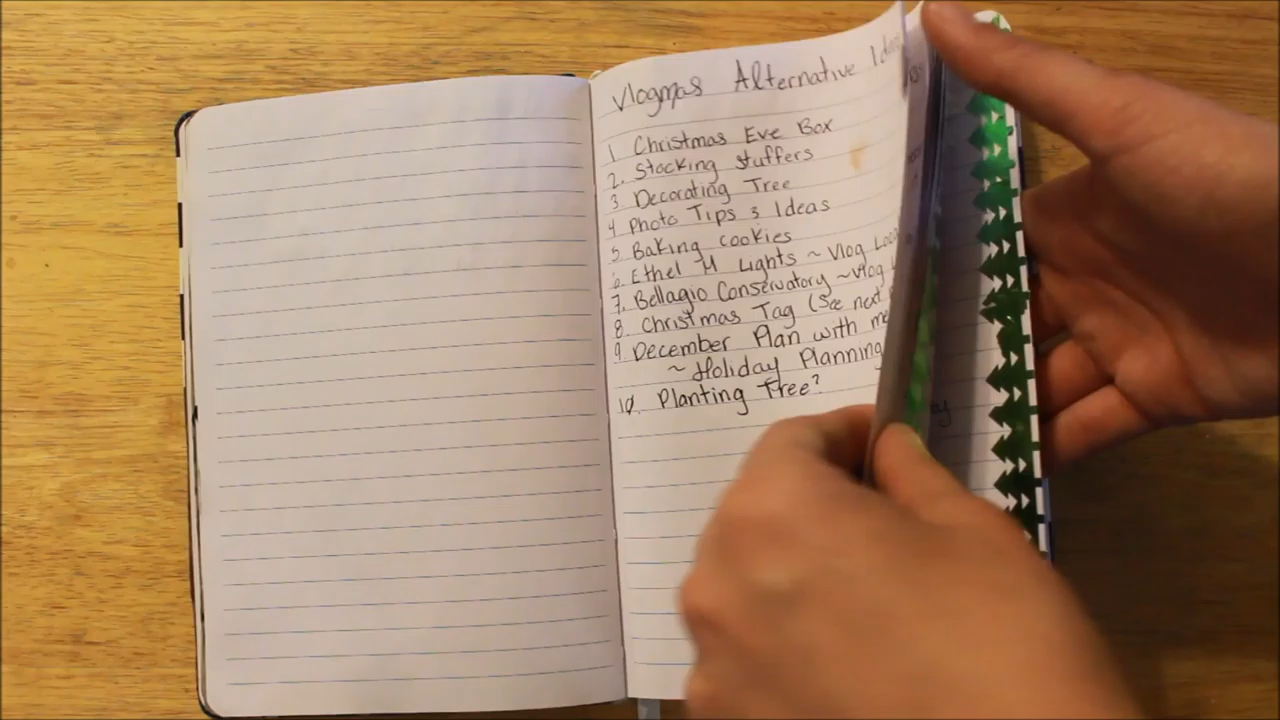 Vlogmas Alternative
1 Christmas Eve Box
2. Stocking Stuffers
3 Decorating Tree
4 Photo Tips & Ideas
5 Baking cookies
6. Ethel M Lights ~ Vlog
7. Bellagio Conservatory ~ Vlog
8. Christmas Tag (See next
9. December Plan with me
~ Holiday Planning
10. Planting Tree?